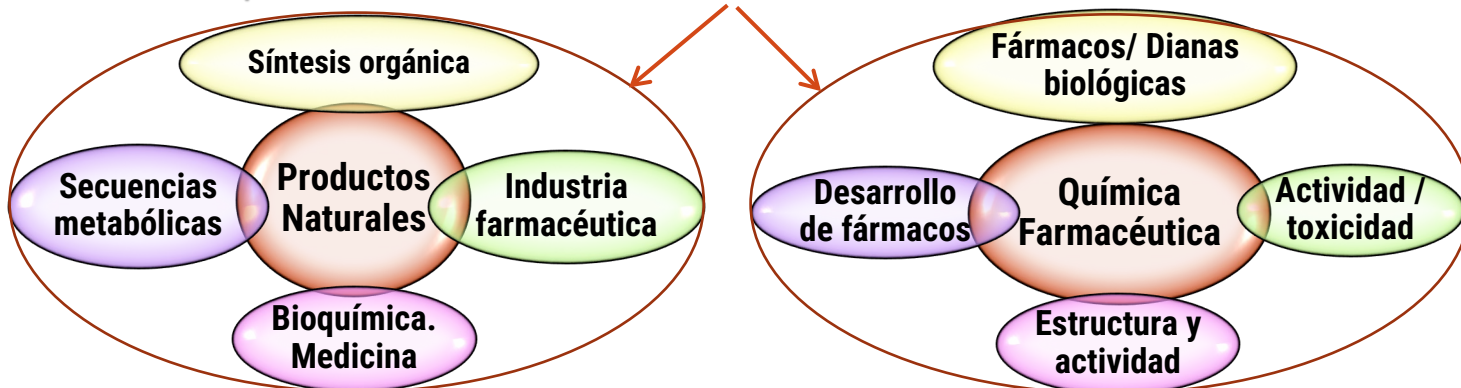 Síntesis orgánica
Secuencias
metabólicas
Productos
Naturales
Industria
farmacéutica
Bioquímica.
Medicina
Fármacos/ Dianas
biológicas
Desarrollo
de fármacos
Química
Farmacéutica
Actividad /
toxicidad
Estructura y
actividad